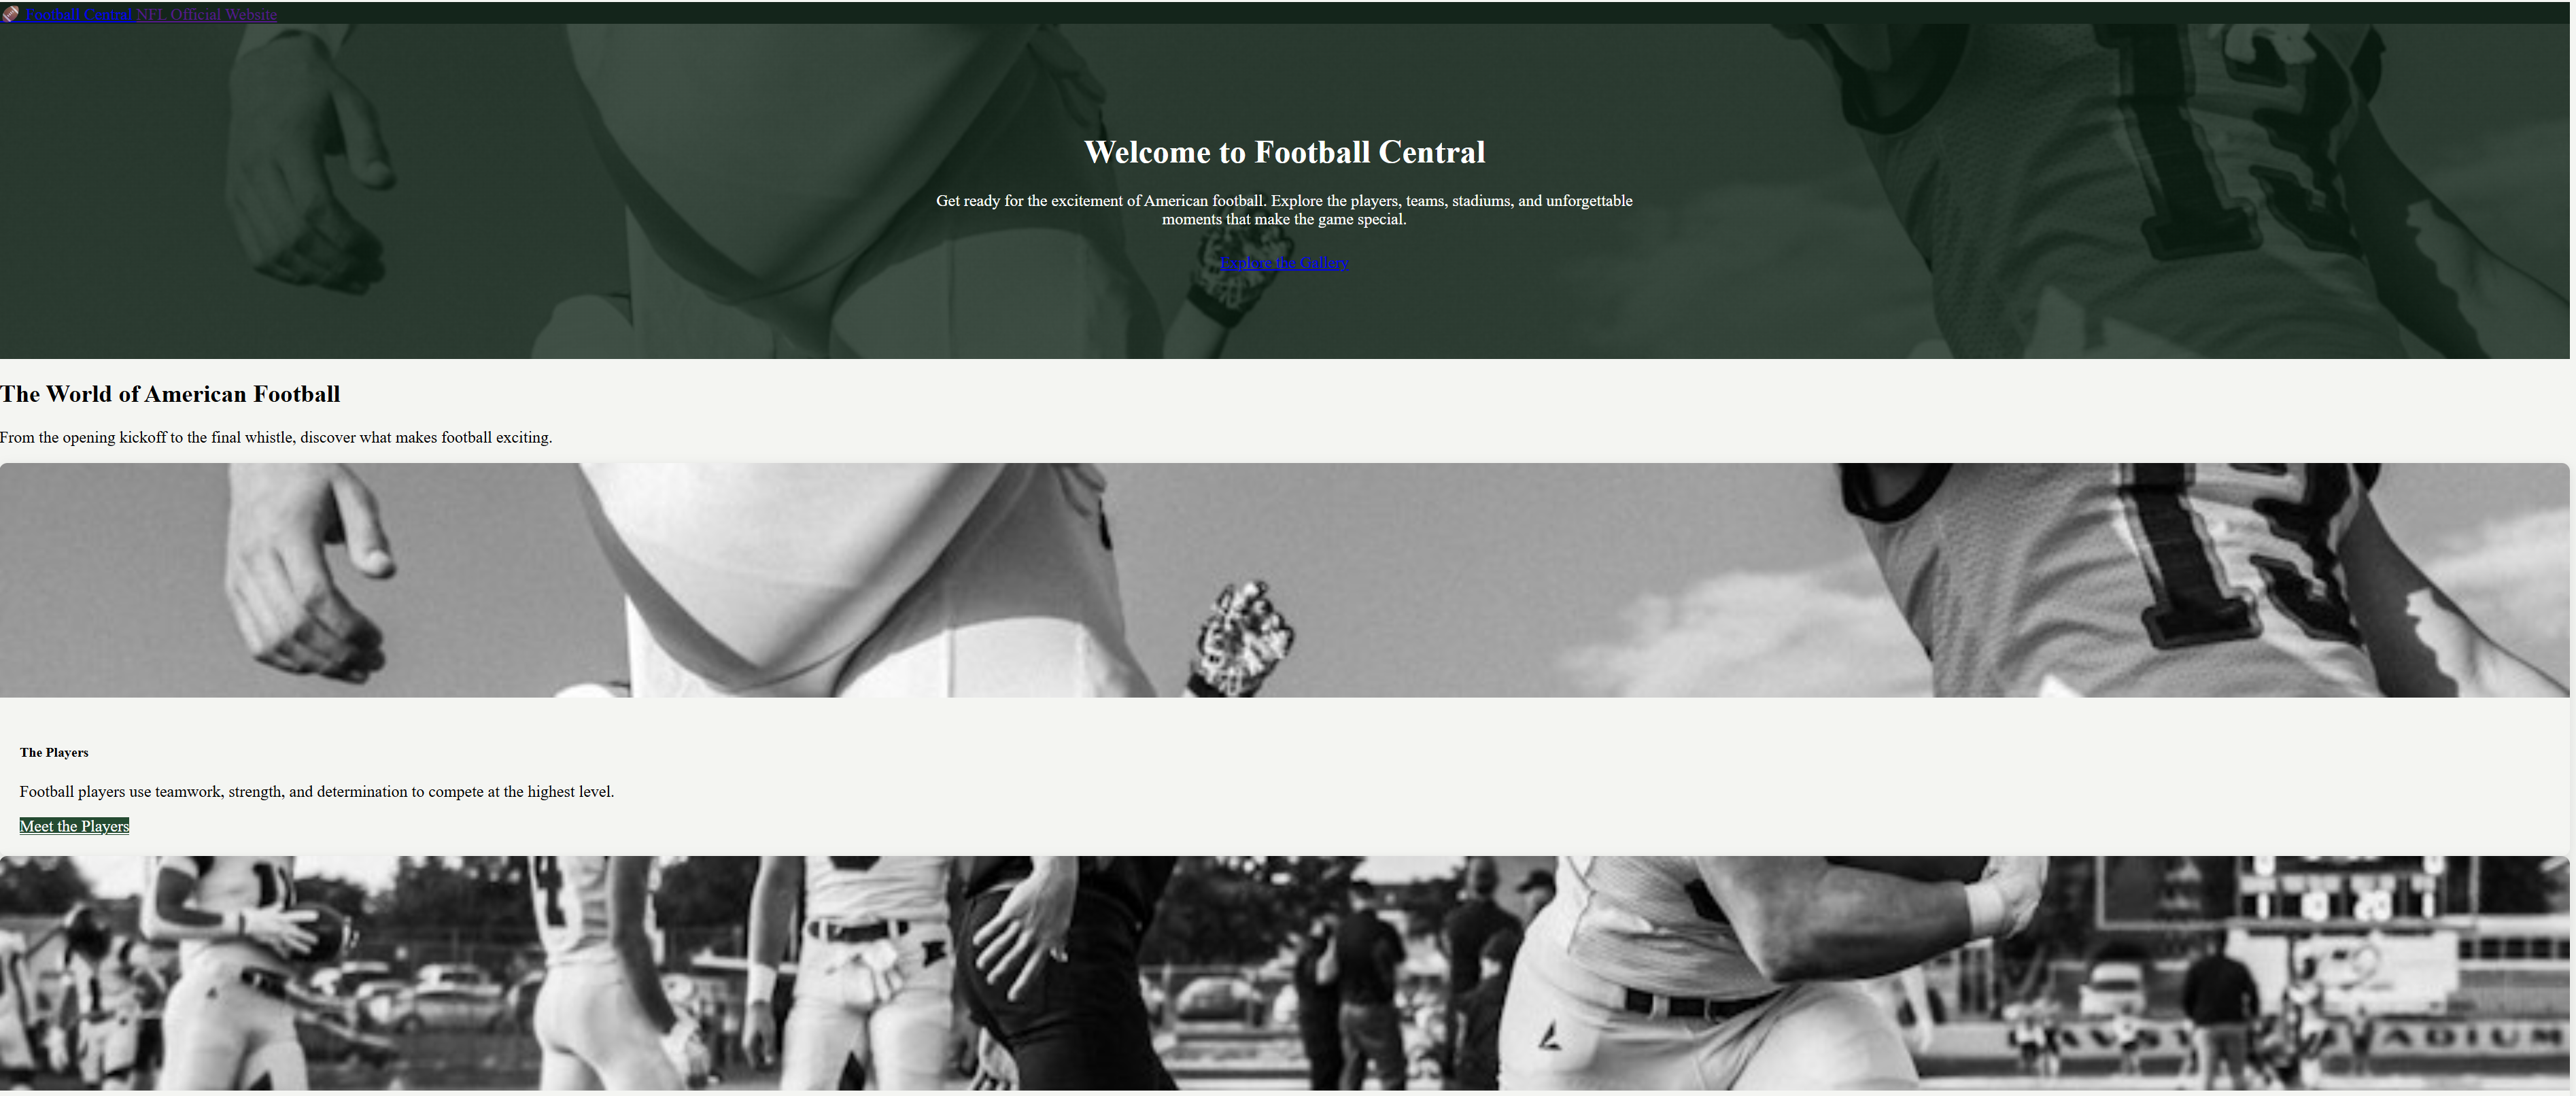 🏈 Football Central NFL Official Website
Welcome to Football Central
Get ready for the excitement of American football. Explore the players, teams, stadiums, and unforgettable
moments that make the game special.
Explore the Gallery
The World of American Football
From the opening kickoff to the final whistle, discover what makes football exciting.
The Players
Football players use teamwork, strength, and determination to compete at the highest level.
Meet the Players